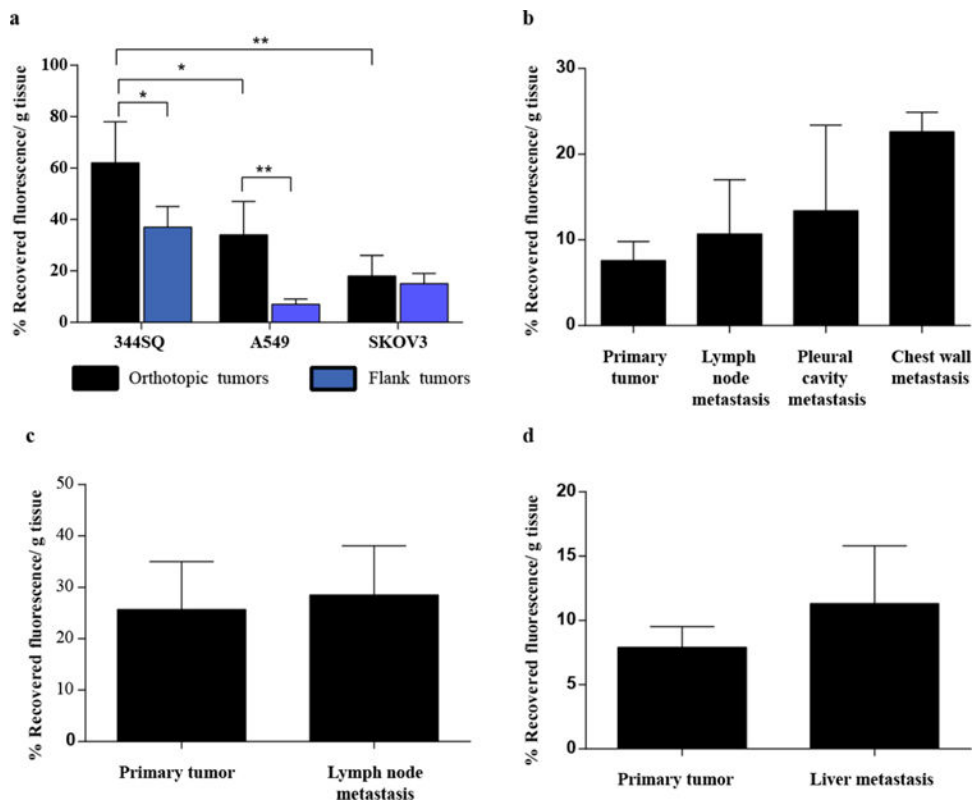 a
**
*
*
**
% Recovered fluorescence/ g tissue
100
80
60
40
20
0
344SQ A549 SKOV3
Orthotopic tumors Flank tumors
b
% Recovered fluorescence/ g tissue
30
20
10
0
Primary tumor
Lymph node metastasis
Pleural cavity metastasis
Chest wall metastasis
c
% Recovered fluorescence/ g tissue
50
40
30
20
10
0
Primary tumor
Lymph node
metastasis
d
% Recovered fluorescence/ g tissue
20
15
10
5
0
Primary tumor
Liver metastasis